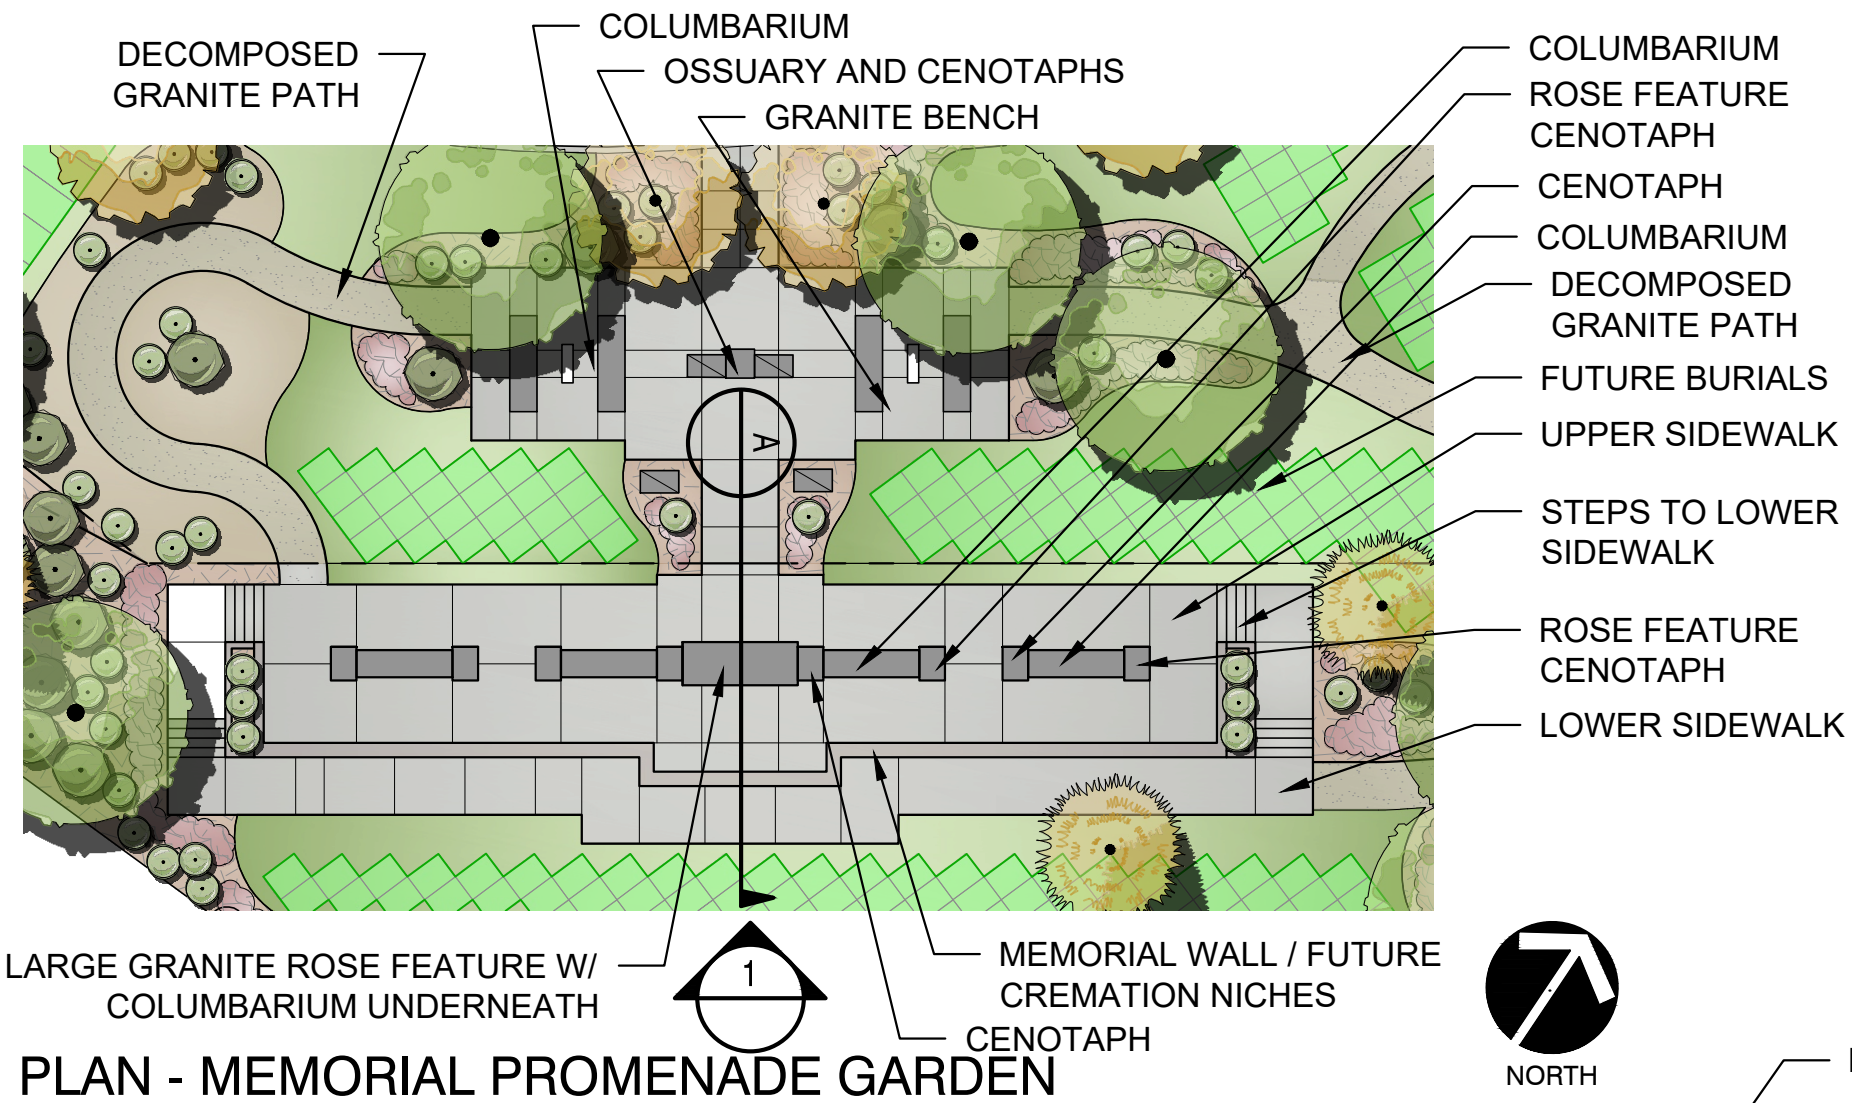 DECOMPOSED
GRANITE PATH
COLUMBARIUM
OSSUARY AND CENOTAPHS
GRANITE BENCH
COLUMBARIUM
ROSE FEATURE
CENOTAPH
CENOTAPH
COLUMBARIUM
DECOMPOSED
GRANITE PATH
FUTURE BURIALS
UPPER SIDEWALK
STEPS TO LOWER
SIDEWALK
ROSE FEATURE
CENOTAPH
LOWER SIDEWALK
A
LARGE GRANITE ROSE FEATURE W/
COLUMBARIUM UNDERNEATH
1
MEMORIAL WALL / FUTURE
CREMATION NICHES
CENOTAPH
NORTH
PLAN - MEMORIAL PROMENADE GARDEN